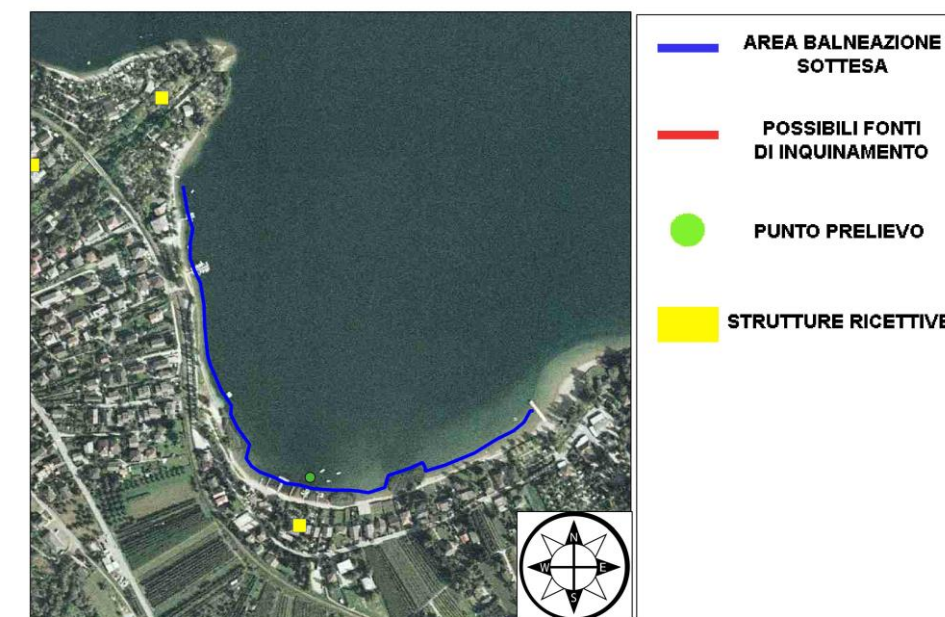 AREA BALNEAZIONE
SOTTESA
POSSIBILI FONTI
DI INQUINAMENTO
PUNTO PRELIEVO
STRUTTURE RICETTIVE
N
W E
S